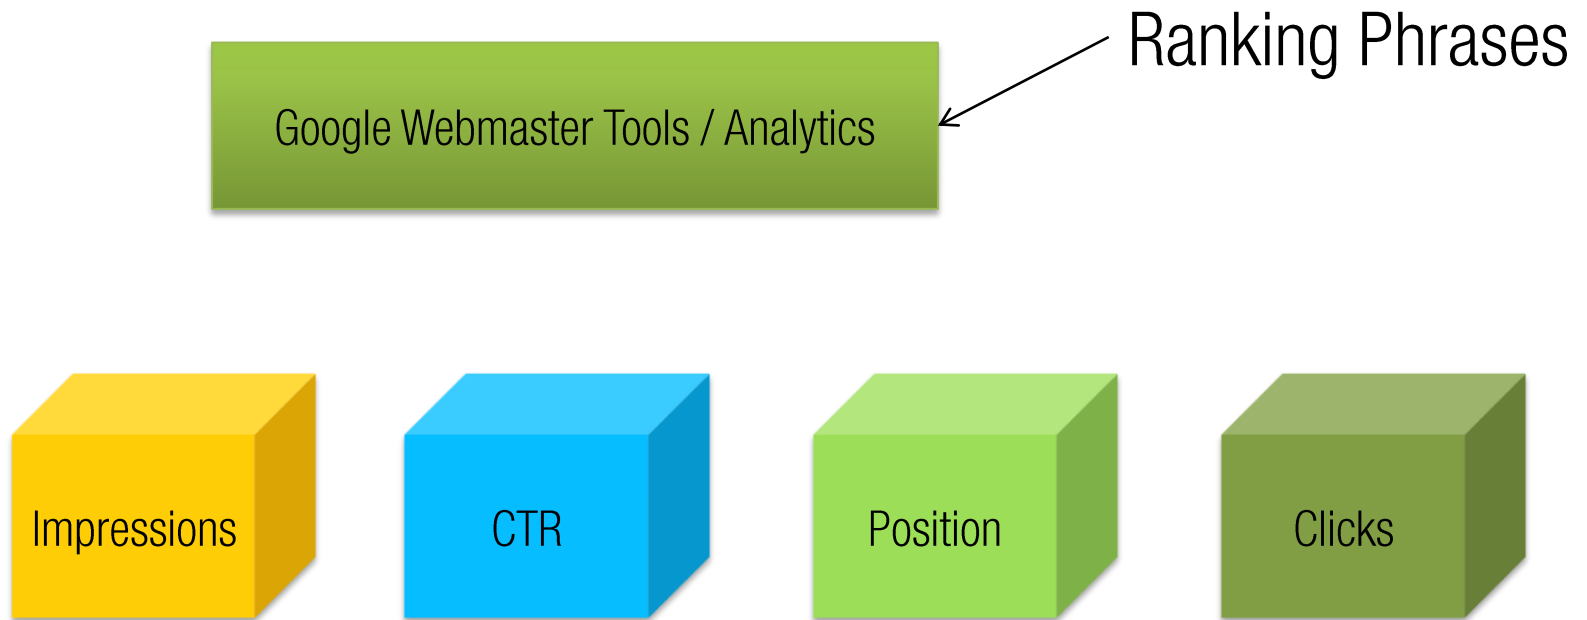 Ranking Phrases
Google Webmaster Tools / Analytics
Impressions
CTR
Position
Clicks